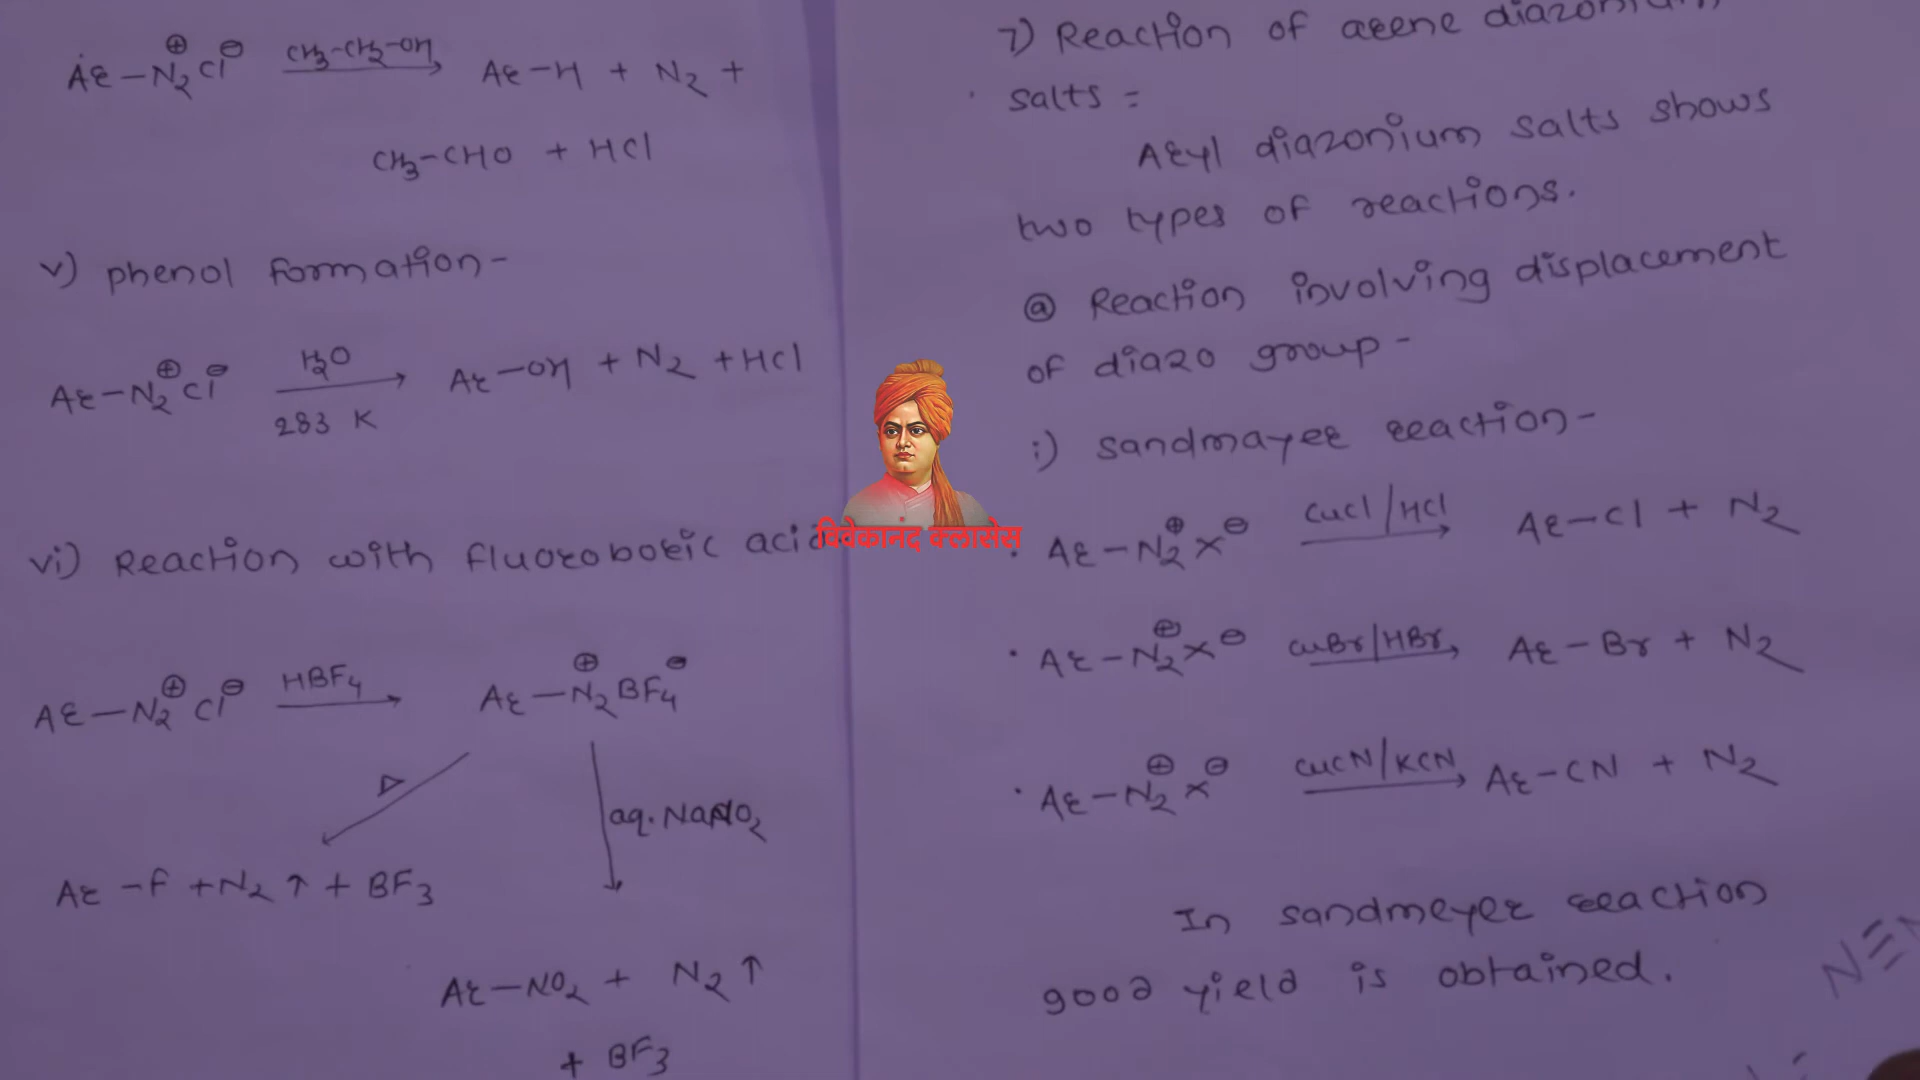 Ar-N₂⊕Cl⊖ CH₃-CH₂-OH → Ar-H + N₂ +
CH₃-CHO + HCl
v) phenol formation-
Ar-N₂⊕Cl⊖ H₂O → 283 K Ar-OH + N₂ + HCl
vi) Reaction with fluoroboric acid
Ar-N₂⊕Cl⊖ HBF₄ → Ar-N₂⊕BF₄⊖
Δ
aq. NaNO₂
Ar-F + N₂↑ + BF₃
Ar-NO₂ + N₂↑
+ BF₃
विवेकानंद क्लासेस
7) Reaction of arene diazonium
salts =
Aryl diazonium salts shows
two types of reactions.
ⓐ Reaction involving displacement
of diazo group-
i) sandmayer reaction-
· Ar-N₂⊕X⊖ CuCl/HCl → Ar-Cl + N₂
· Ar-N₂⊕X⊖ CuBr/HBr → Ar-Br + N₂
· Ar-N₂⊕X⊖ CuCN/KCN → Ar-CN + N₂
In sandmeyer reaction
good yield is obtained.